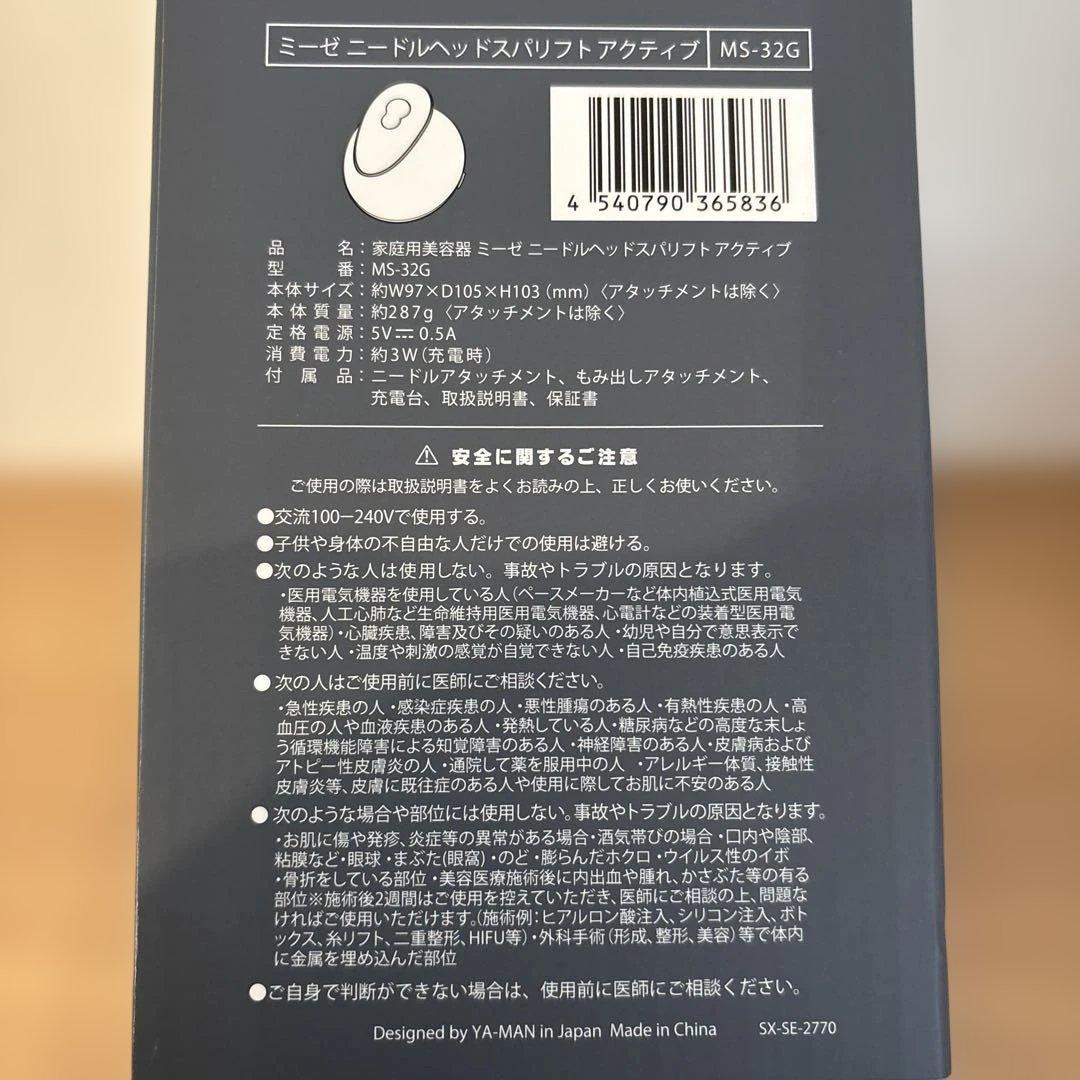 ミーゼ ニードルヘッドスパリフト アクティブ MS-32G
4 540790 365836
品名：家庭用美容器 ミーゼ ニードルヘッドスパリフト アクティブ
型番：MS-32G
本体サイズ：約W97×D105×H103（mm）〈アタッチメントは除く〉
本体質量：約287g〈アタッチメントは除く〉
定格電源：5V⎓0.5A
消費電力：約3W（充電時）
付属品：ニードルアタッチメント、もみ出しアタッチメント、
充電台、取扱説明書、保証書
⚠ 安全に関するご注意
ご使用の際は取扱説明書をよくお読みの上、正しくお使いください。
●交流100ー240Vで使用する。
●子供や身体の不自由な人だけでの使用は避ける。
●次のような人は使用しない。事故やトラブルの原因となります。
・医用電気機器を使用している人（ペースメーカーなど体内植込式医用電気
機器、人工心肺など生命維持用医用電気機器、心電計などの装着型医用電
気機器）・心臓疾患、障害及びその疑いのある人・幼児や自分で意思表示で
きない人・温度や刺激の感覚が自覚できない人・自己免疫疾患のある人
●次の人はご使用前に医師にご相談ください。
・急性疾患の人・感染症疾患の人・悪性腫瘍のある人・有熱性疾患の人・高
血圧の人や血液疾患のある人・発熱している人・糖尿病などの高度な末しょ
う循環機能障害による知覚障害のある人・神経障害のある人・皮膚病および
アトピー性皮膚炎の人・通院して薬を服用中の人 ・アレルギー体質、接触性
皮膚炎等、皮膚に既往症のある人や使用に際してお肌に不安のある人
●次のような場合や部位には使用しない。事故やトラブルの原因となります。
・お肌に傷や発疹、炎症等の異常がある場合・酒気帯びの場合・口内や陰部、
粘膜など・眼球・まぶた(眼窩)・のど・膨らんだホクロ・ウイルス性のイボ
・骨折をしている部位・美容医療施術後に内出血や腫れ、かさぶた等の有る
部位※施術後2週間はご使用を控えていただき、医師にご相談の上、問題な
ければご使用いただけます。（施術例：ヒアルロン酸注入、シリコン注入、ボト
ックス、糸リフト、二重整形、HIFU等）・外科手術（形成、整形、美容）等で体内
に金属を埋め込んだ部位
●ご自身で判断ができない場合は、使用前に医師にご相談ください。
Designed by YA-MAN in Japan Made in China SX-SE-2770